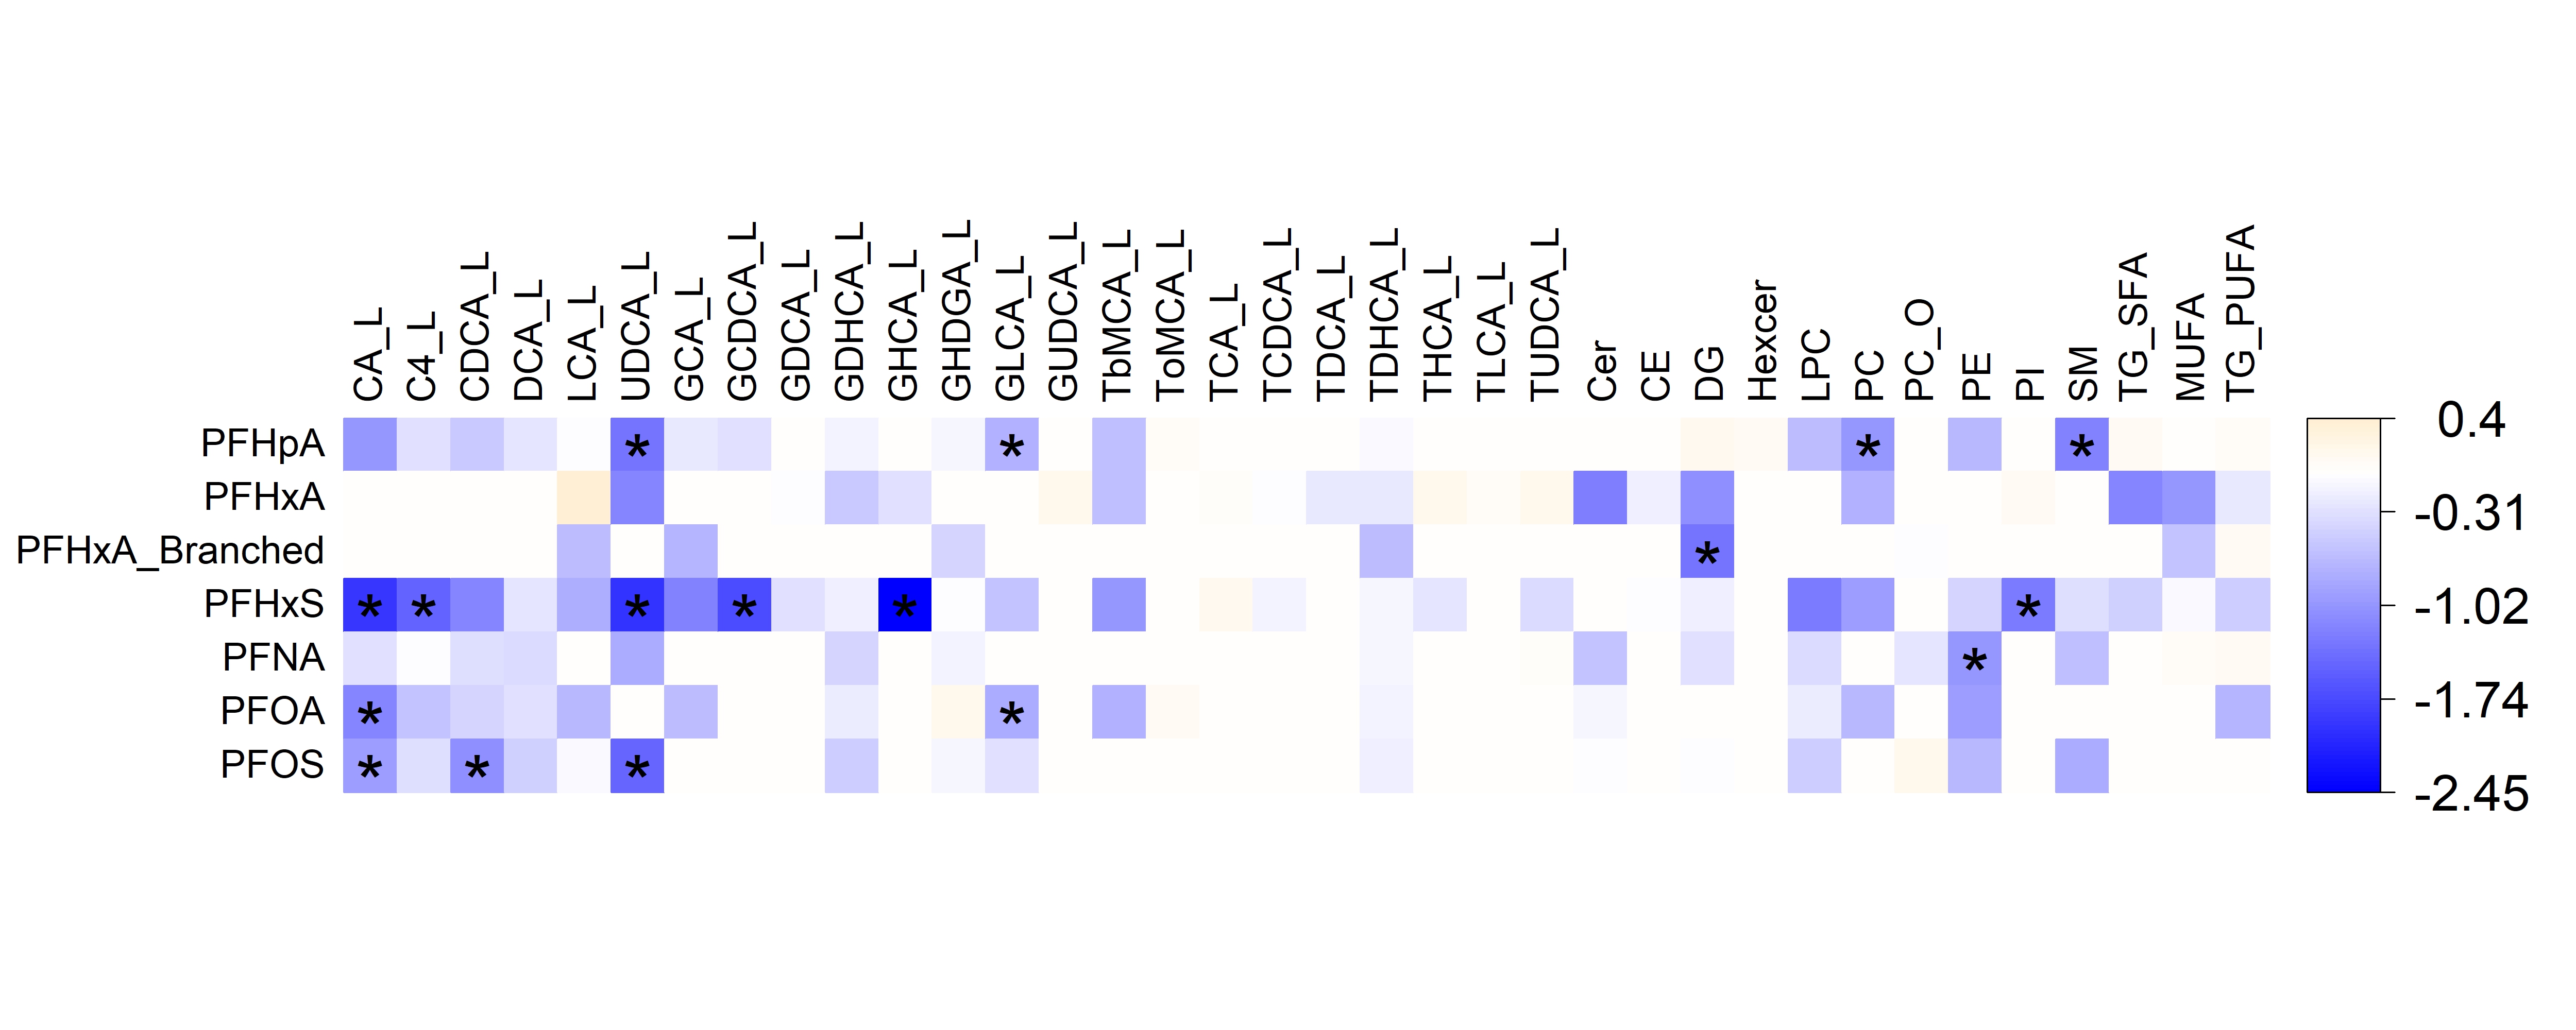 CA_L
C4_L
CDCA_L
DCA_L
LCA_L
UDCA_L
GCA_L
GCDCA_L
GDCA_L
GDHCA_L
GHCA_L
GHDGA_L
GLCA_L
GUDCA_L
TbMCA_L
ToMCA_L
TCA_L
TCDCA_L
TDCA_L
TDHCA_L
THCA_L
TLCA_L
TUDCA_L
Cer
CE
DG
Hexcer
LPC
PC
PC_O
PE
PI
SM
TG_SFA
MUFA
TG_PUFA
PFHpA * * * *
PFHxA
PFHxA_Branched *
PFHxS * * * * * *
PFNA *
PFOA * *
PFOS * * *
0.4
-0.31
-1.02
-1.74
-2.45